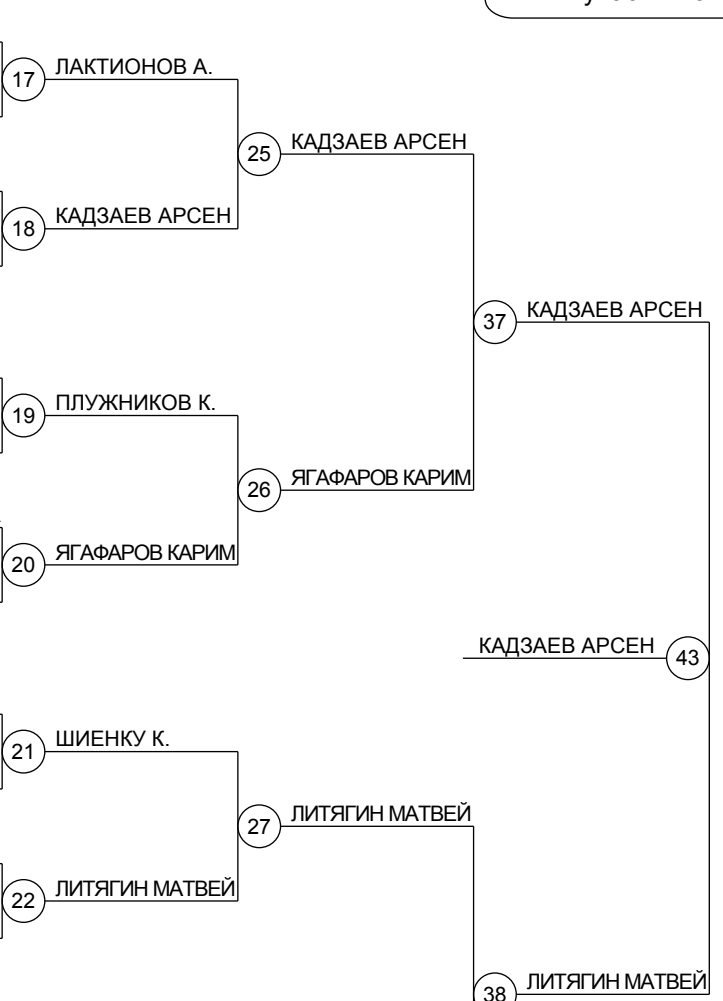 17 ЛАКТИОНОВ А.
25 КАДЗАЕВ АРСЕН
18 КАДЗАЕВ АРСЕН
37 КАДЗАЕВ АРСЕН
19 ПЛУЖНИКОВ К.
26 ЯГАФАРОВ КАРИМ
20 ЯГАФАРОВ КАРИМ
КАДЗАЕВ АРСЕН 43
21 ШИЕНКУ К.
27 ЛИТЯГИН МАТВЕЙ
22 ЛИТЯГИН МАТВЕЙ
38 ЛИТЯГИН МАТВЕЙ